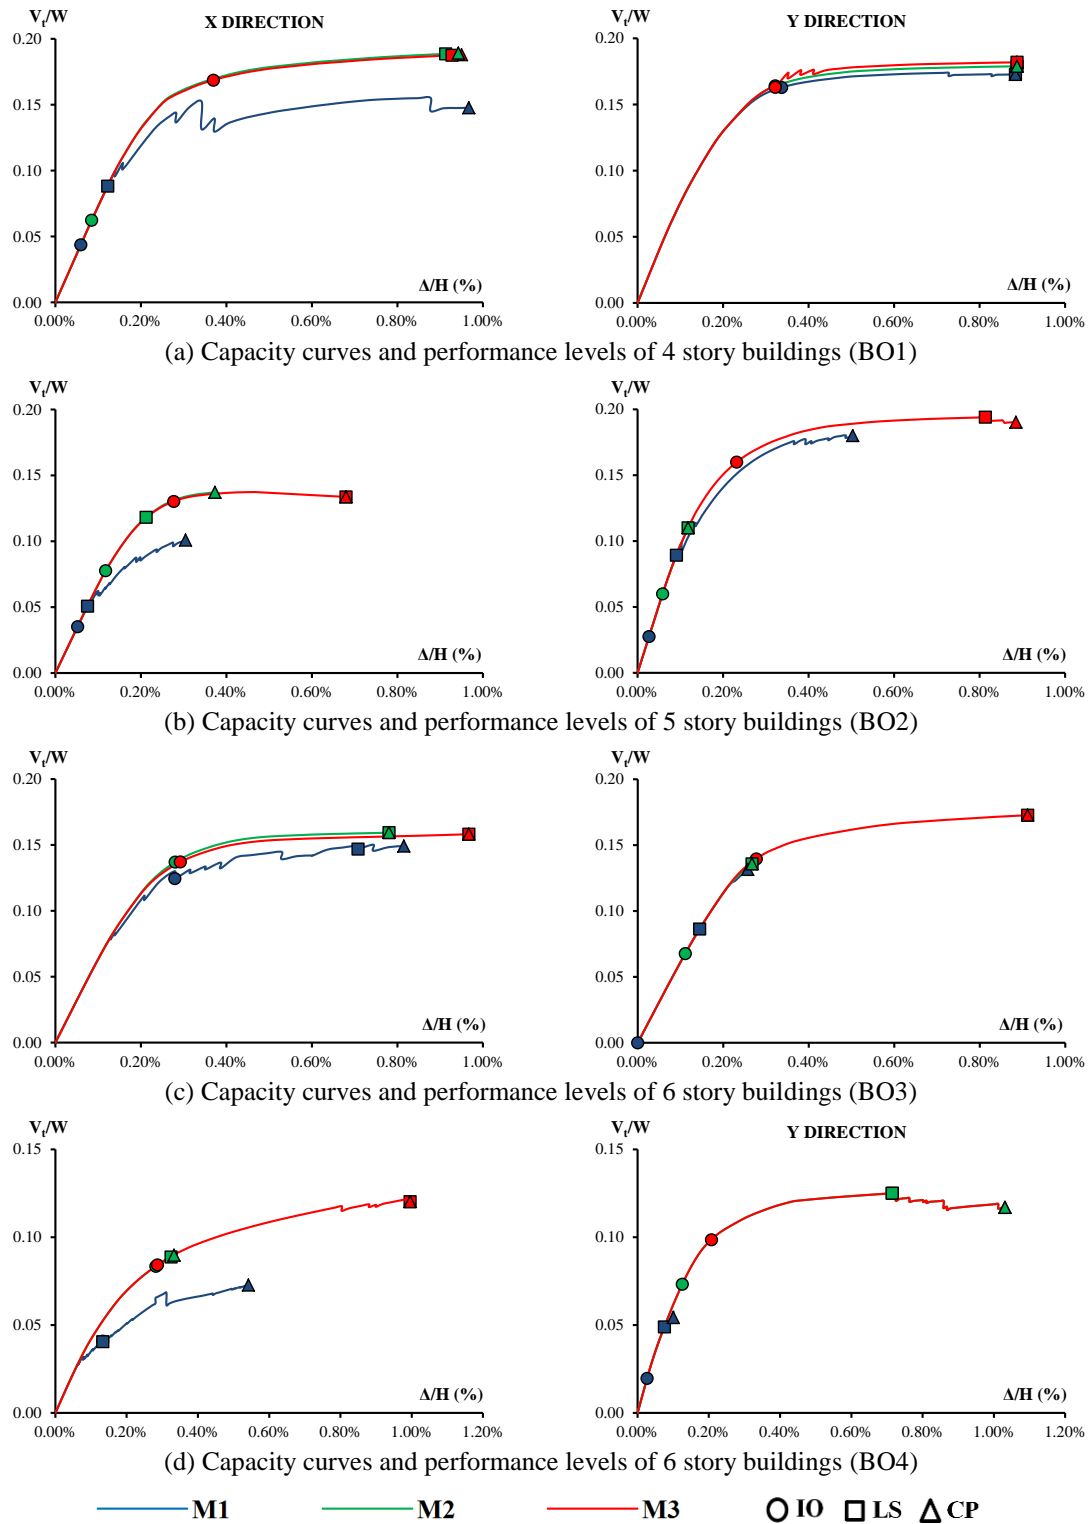 V_t/W X DIRECTION V_t/W Y DIRECTION
0.20 0.20
0.15 0.15
0.10 0.10
0.05 0.05
Δ/H (%) Δ/H (%)
0.00 0.00
0.00% 0.20% 0.40% 0.60% 0.80% 1.00% 0.00% 0.20% 0.40% 0.60% 0.80% 1.00%
(a) Capacity curves and performance levels of 4 story buildings (BO1)
V_t/W V_t/W
0.20 0.20
0.15 0.15
0.10 0.10
0.05 0.05
Δ/H (%) Δ/H (%)
0.00 0.00
0.00% 0.20% 0.40% 0.60% 0.80% 1.00% 0.00% 0.20% 0.40% 0.60% 0.80% 1.00%
(b) Capacity curves and performance levels of 5 story buildings (BO2)
V_t/W V_t/W
0.20 0.20
0.15 0.15
0.10 0.10
0.05 0.05
Δ/H (%) Δ/H (%)
0.00 0.00
0.00% 0.20% 0.40% 0.60% 0.80% 1.00% 0.00% 0.20% 0.40% 0.60% 0.80% 1.00%
(c) Capacity curves and performance levels of 6 story buildings (BO3)
V_t/W V_t/W Y DIRECTION
0.15 0.15
0.10 0.10
0.05 0.05
Δ/H (%) Δ/H (%)
0.00 0.00
0.00% 0.20% 0.40% 0.60% 0.80% 1.00% 1.20% 0.00% 0.20% 0.40% 0.60% 0.80% 1.00% 1.20%
(d) Capacity curves and performance levels of 6 story buildings (BO4)
M1 M2 M3 IO LS CP